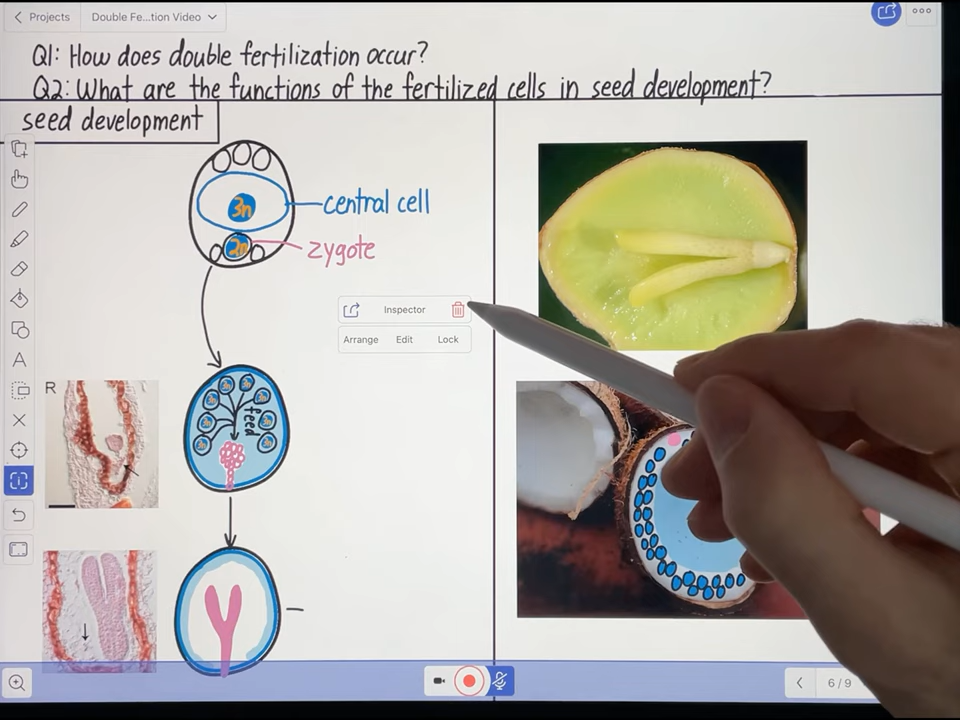 Projects
Double Fe...tion Video
Q1: How does double fertilization occur?
Q2: What are the functions of the fertilized cells in seed development?
seed development
3n
central cell
2n
zygote
Inspector
Arrange Edit Lock
R
feed
6 / 9